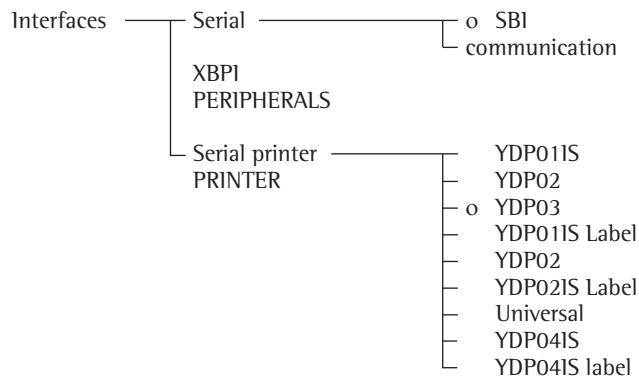 Interfaces Serial o SBI
communication
XBPI
PERIPHERALS
Serial printer YDP01IS
PRINTER YDP02
o YDP03
YDP01IS Label
YDP02
YDP02IS Label
Universal
YDP04IS
YDP04IS label